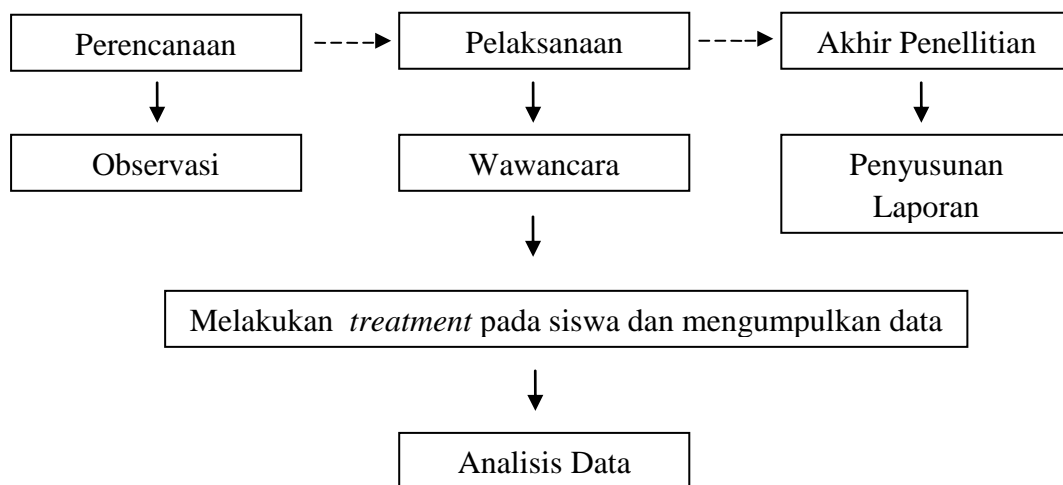 Perencanaan
Pelaksanaan
Akhir Penellitian
Observasi
Wawancara
Penyusunan
Laporan
Melakukan treatment pada siswa dan mengumpulkan data
Analisis Data